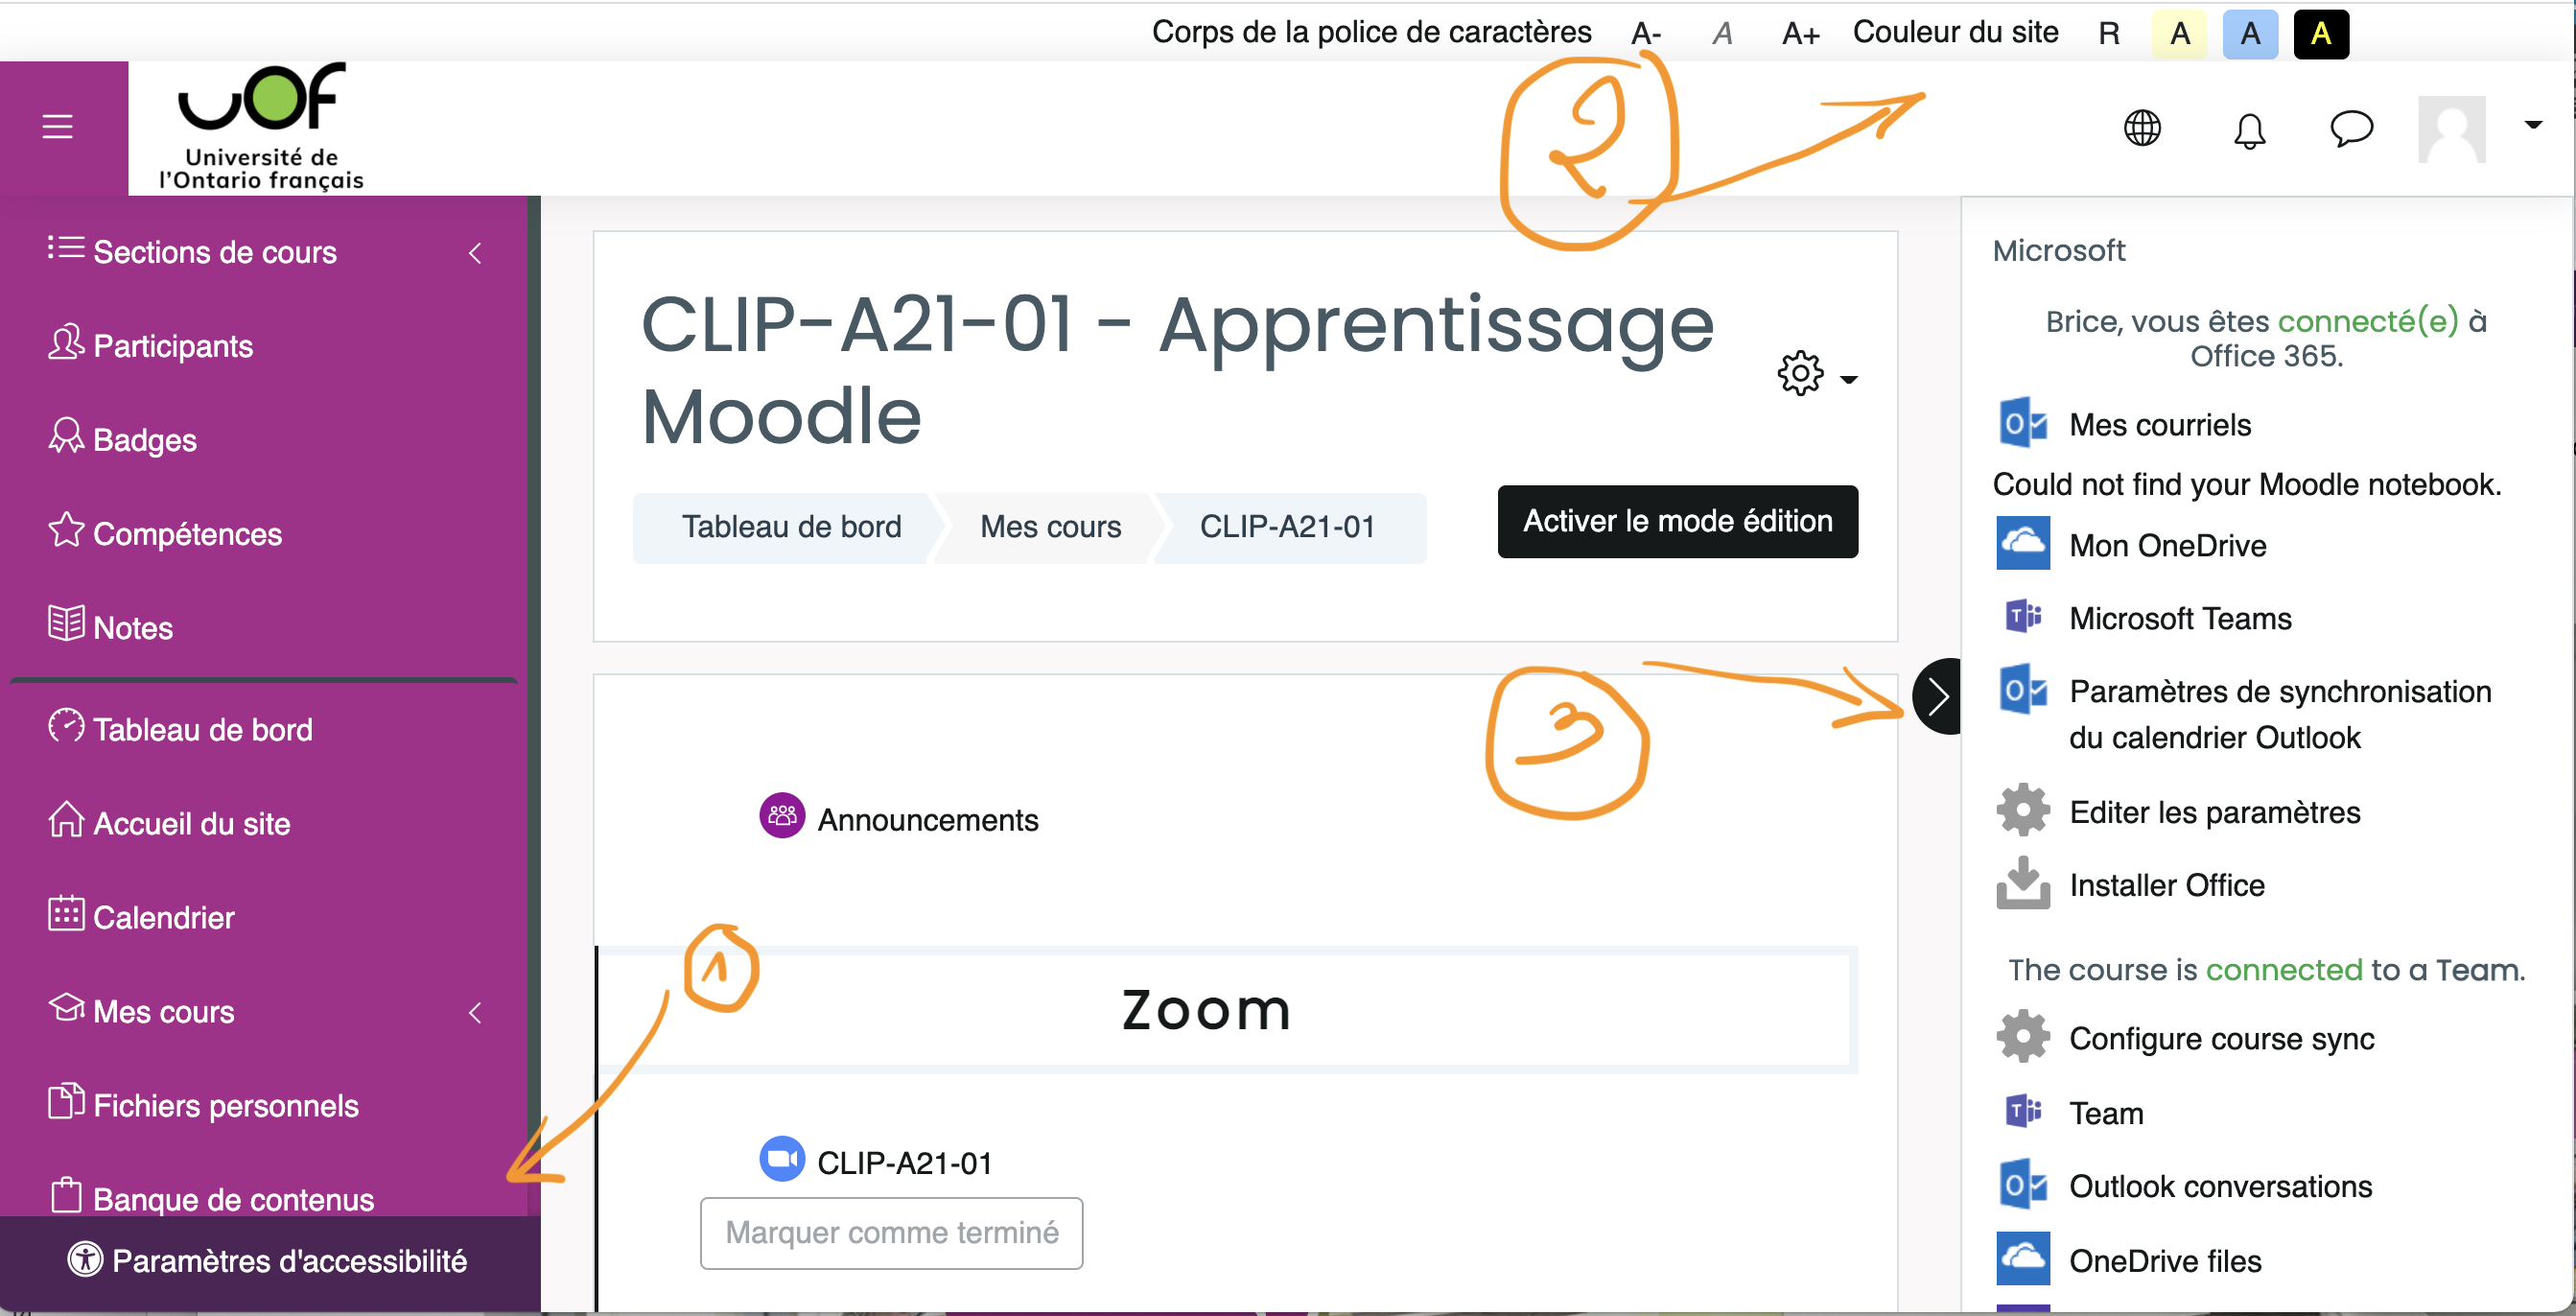 Corps de la police de caractères A- A A+ Couleur du site R A A A
UOF
Université de
l'Ontario français
2
Sections de cours
Participants
Badges
Compétences
Notes
Tableau de bord
Accueil du site
Calendrier
Mes cours
Fichiers personnels
Banque de contenus
Paramètres d'accessibilité
CLIP-A21-01 - Apprentissage
Moodle
Tableau de bord Mes cours CLIP-A21-01
Activer le mode édition
3
Announcements
1
Zoom
CLIP-A21-01
Marquer comme terminé
Microsoft
Brice, vous êtes connecté(e) à
Office 365.
Mes courriels
Could not find your Moodle notebook.
Mon OneDrive
Microsoft Teams
Paramètres de synchronisation
du calendrier Outlook
Editer les paramètres
Installer Office
The course is connected to a Team.
Configure course sync
Team
Outlook conversations
OneDrive files